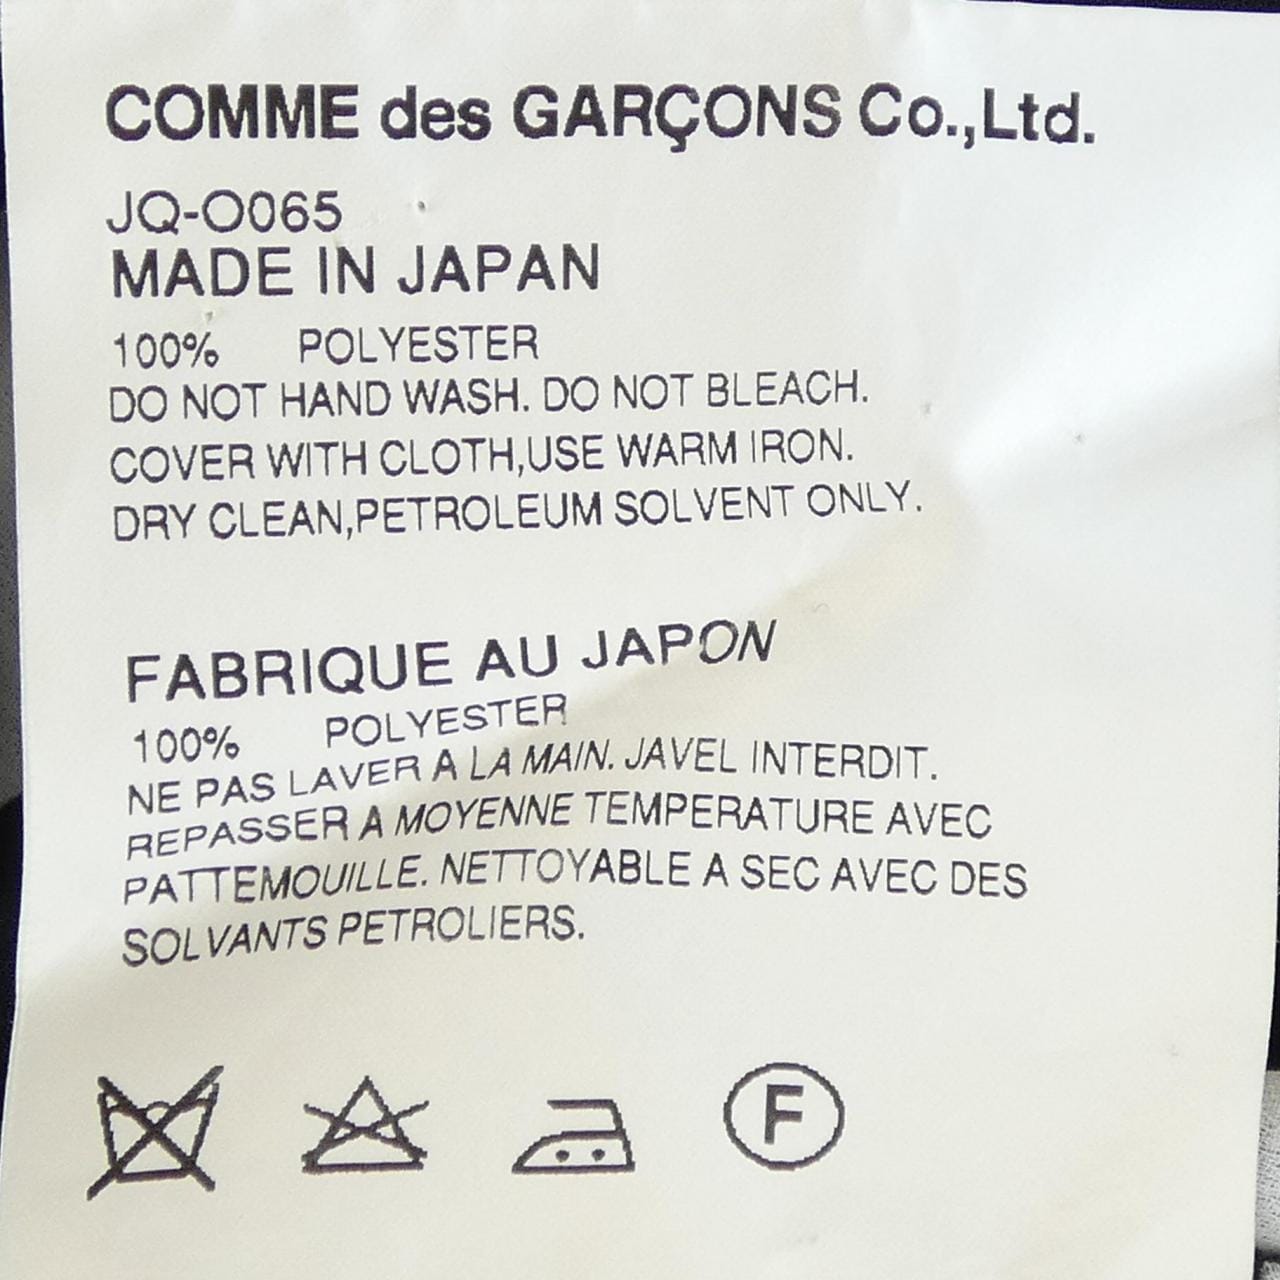 COMME des GARÇONS Co.,Ltd.
JQ-O065
MADE IN JAPAN
100% POLYESTER
DO NOT HAND WASH. DO NOT BLEACH.
COVER WITH CLOTH,USE WARM IRON.
DRY CLEAN,PETROLEUM SOLVENT ONLY.
FABRIQUE AU JAPON
100% POLYESTER
NE PAS LAVER A LA MAIN. JAVEL INTERDIT.
REPASSER A MOYENNE TEMPERATURE AVEC
PATTEMOUILLE. NETTOYABLE A SEC AVEC DES
SOLVANTS PETROLIERS.
F